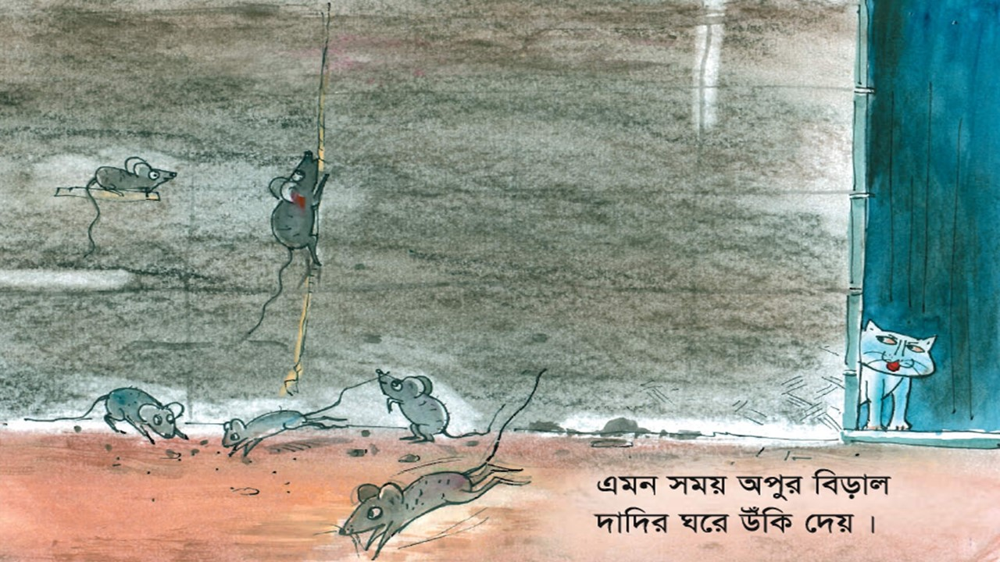 এমন সময় অপুর বিড়াল
দাদির ঘরে উঁকি দেয় ।